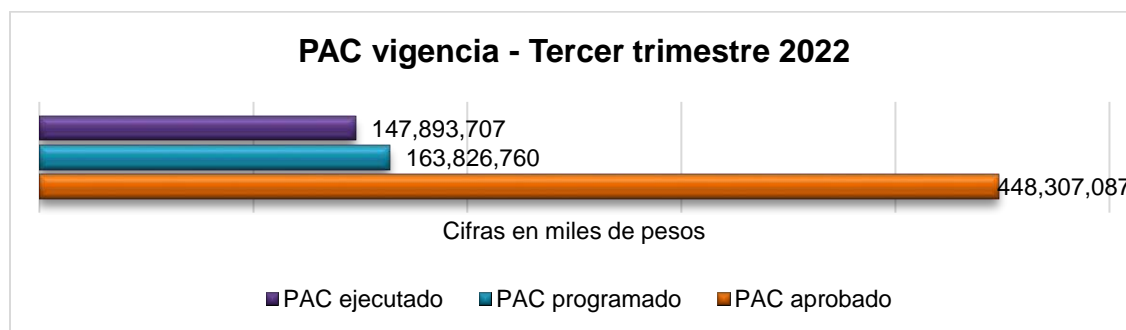 PAC vigencia - Tercer trimestre 2022
147,893,707
163,826,760
448,307,087
Cifras en miles de pesos
PAC ejecutado PAC programado PAC aprobado